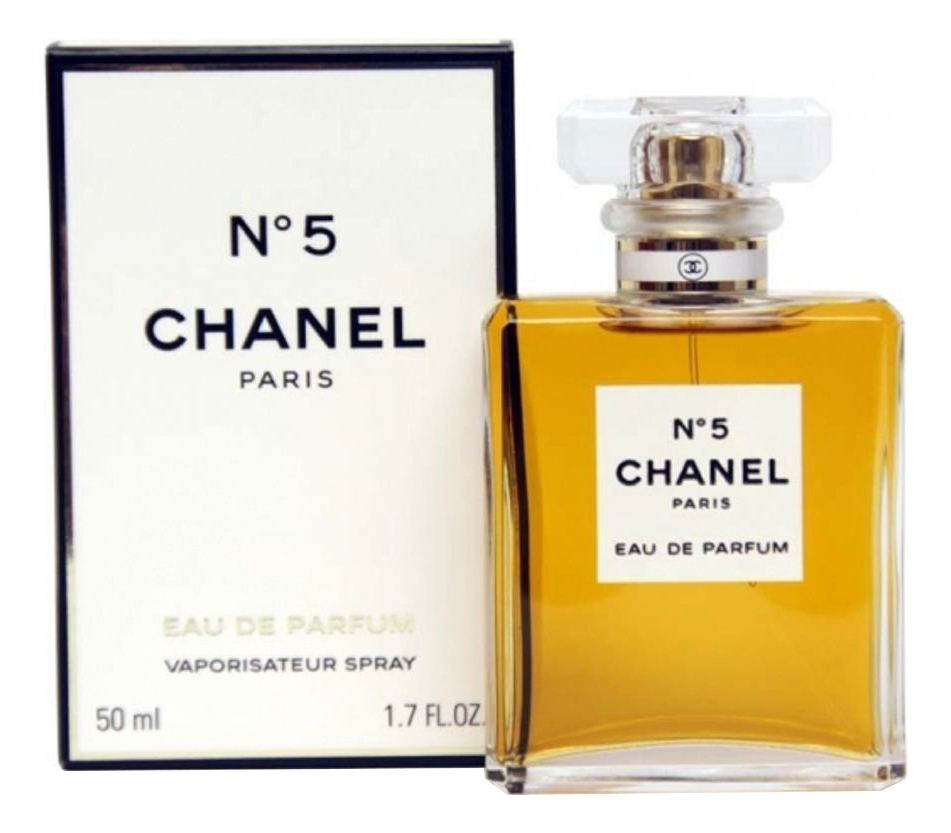 N°5
CHANEL
PARIS
EAU DE PARFUM
VAPORISATEUR SPRAY
50 ml 1.7 FL.OZ.
N°5
CHANEL
PARIS
EAU DE PARFUM